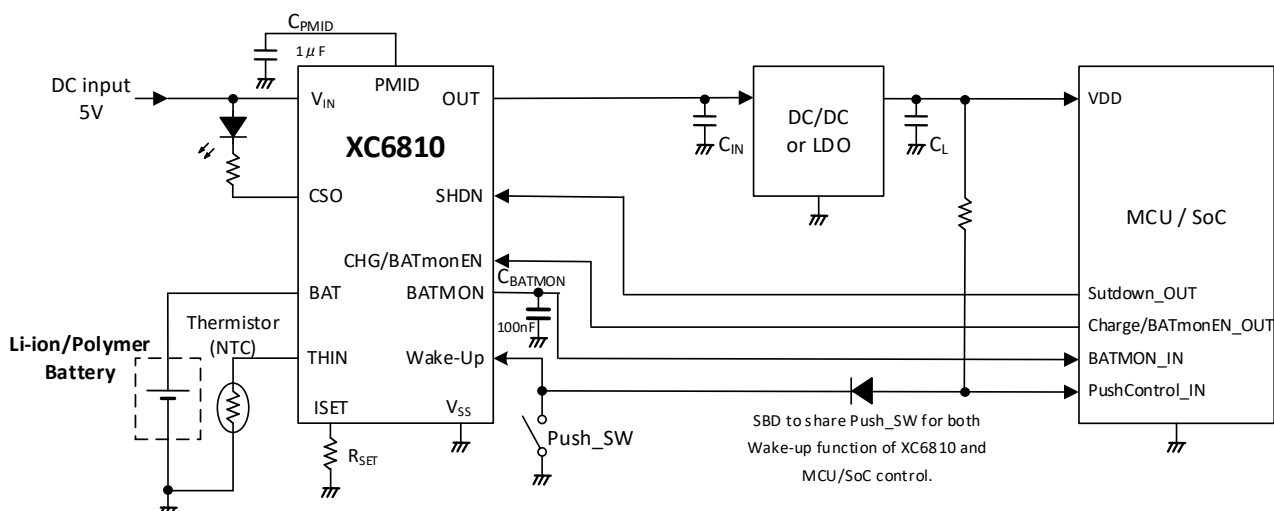 CPMID
1μF
DC input
5V
VIN
PMID
OUT
XC6810
CSO
SHDN
CHG/BATmonEN
BAT
BATMON
THIN
Wake-Up
ISET
VSS
RSET
Thermistor
(NTC)
Li-ion/Polymer
Battery
CBATMON
100nF
Push_SW
CIN
DC/DC
or LDO
CL
SBD to share Push_SW for both
Wake-up function of XC6810 and
MCU/SoC control.
VDD
MCU / SoC
Sutdown_OUT
Charge/BATmonEN_OUT
BATMON_IN
PushControl_IN